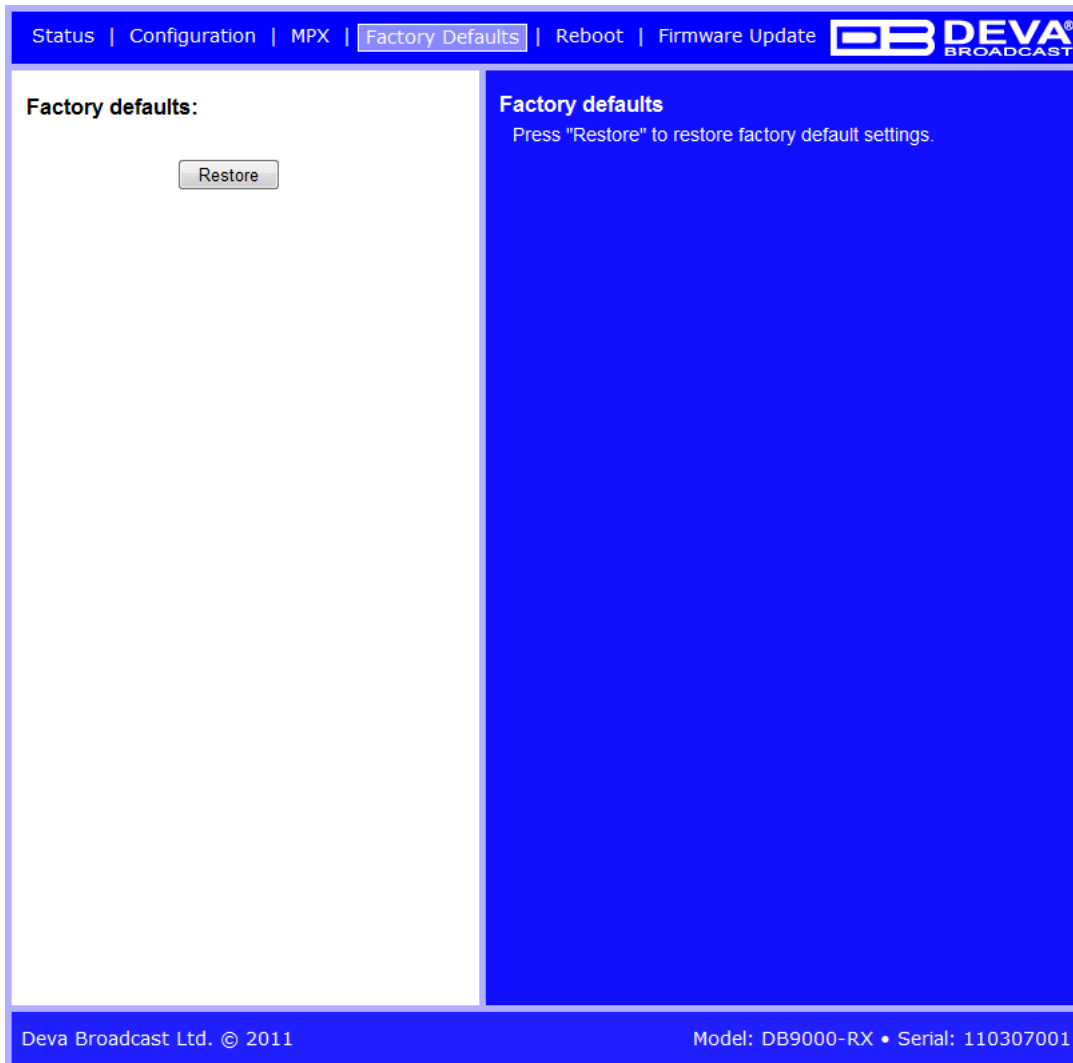 Status | Configuration | MPX | Factory Defaults | Reboot | Firmware Update DB DEVA® BROADCAST
Factory defaults:
Restore
Factory defaults
Press "Restore" to restore factory default settings.
Deva Broadcast Ltd. © 2011
Model: DB9000-RX • Serial: 110307001